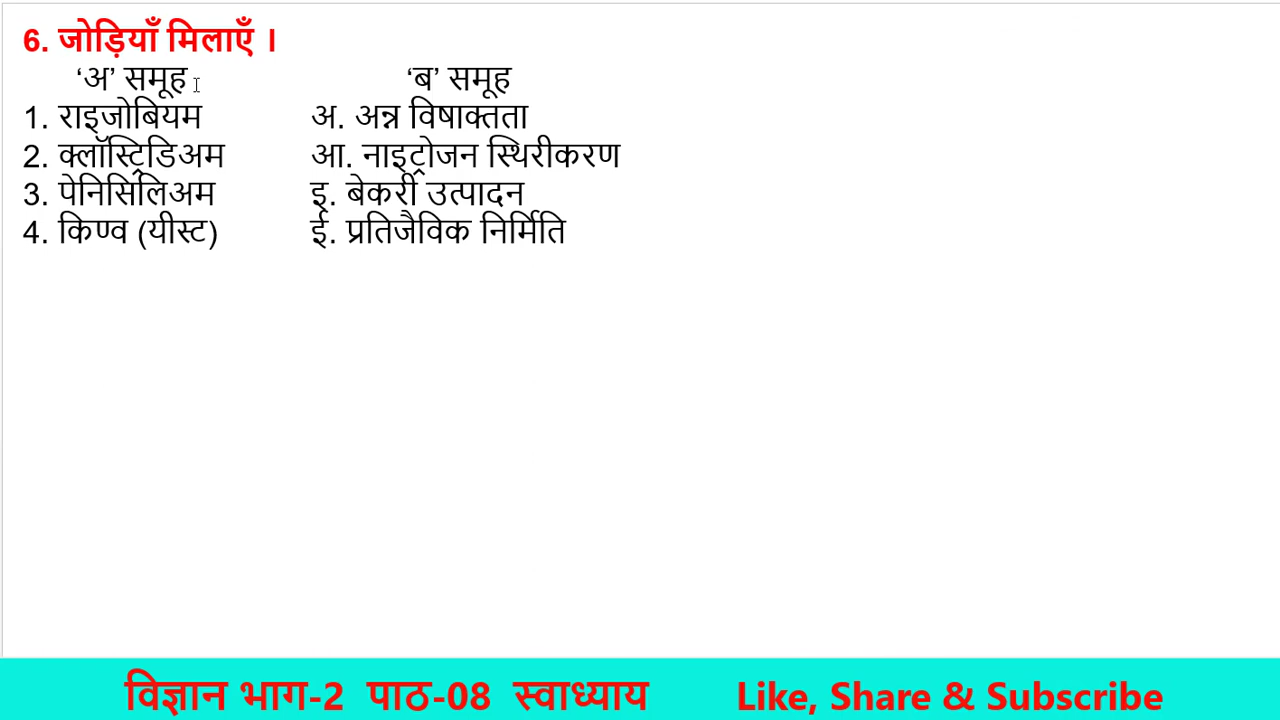 6. जोड़ियाँ मिलाएँ ।
‘अ’ समूह ‘ब’ समूह
1. राइजोबियम अ. अन्न विषाक्तता
2. क्लॉस्ट्रिडिअम आ. नाइट्रोजन स्थिरीकरण
3. पेनिसिलिअम इ. बेकरी उत्पादन
4. किण्व (यीस्ट) ई. प्रतिजैविक निर्मिति
विज्ञान भाग-2 पाठ-08 स्वाध्याय Like, Share & Subscribe